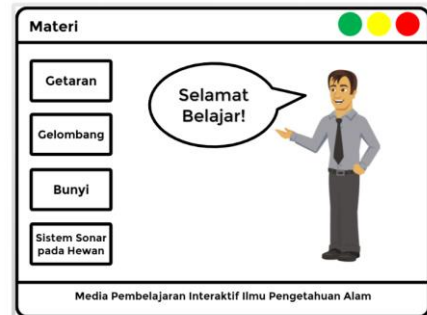 Materi
Getaran
Gelombang
Bunyi
Sistem Sonar
pada Hewan
Selamat
Belajar!
Media Pembelajaran Interaktif Ilmu Pengetahuan Alam